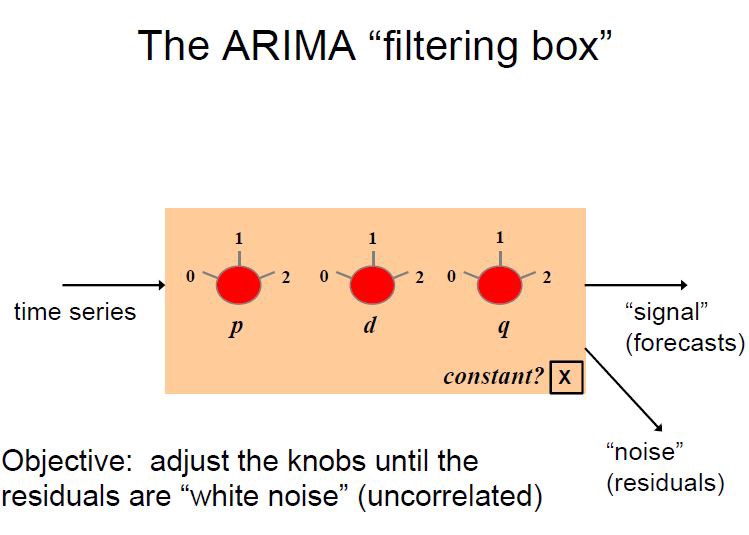 The ARIMA “filtering box”
1
1
1
0
2
0
2
0
2
p
d
q
time series
“signal”
(forecasts)
constant? X
“noise”
(residuals)
Objective:  adjust the knobs until the
residuals are “white noise” (uncorrelated)